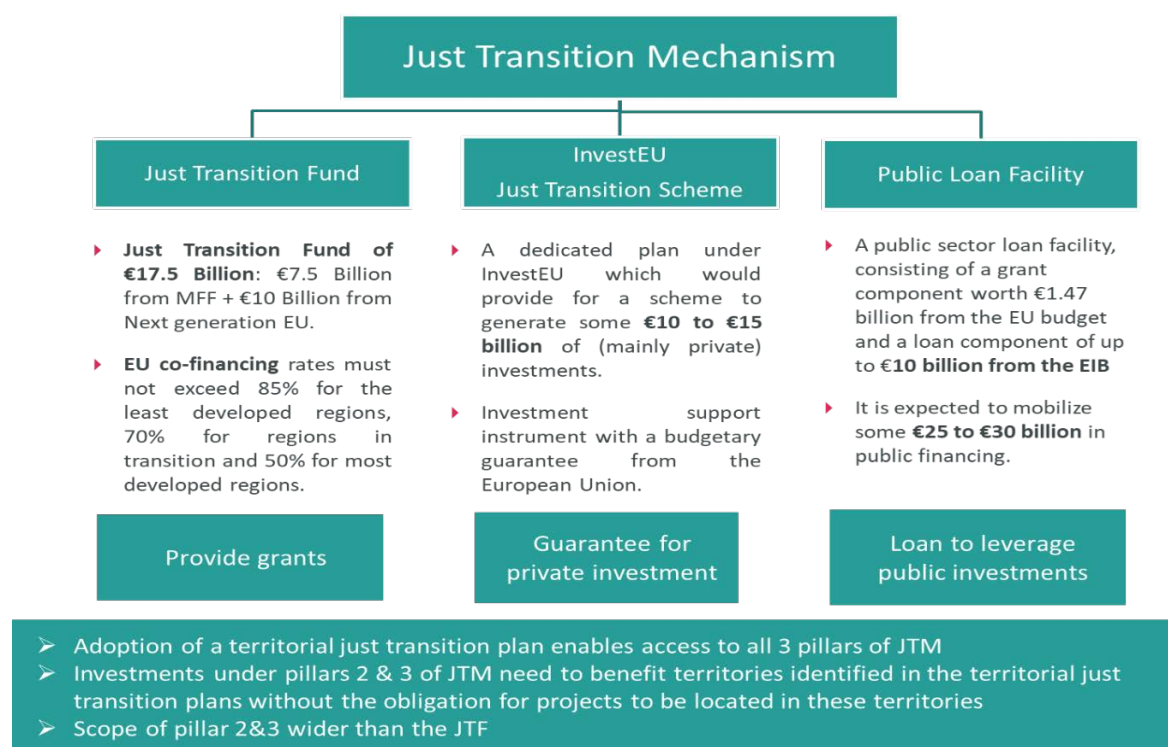 Just Transition Mechanism
Just Transition Fund
InvestEU
Just Transition Scheme
Public Loan Facility
Just Transition Fund of
€17.5 Billion: €7.5 Billion
from MFF + €10 Billion from
Next generation EU.
EU co-financing rates must
not exceed 85% for the
least developed regions,
70% for regions in
transition and 50% for most
developed regions.
A dedicated plan under
InvestEU which would
provide for a scheme to
generate some €10 to €15
billion of (mainly private)
investments.
Investment support
instrument with a budgetary
guarantee from the
European Union.
A public sector loan facility,
consisting of a grant
component worth €1.47
billion from the EU budget
and a loan component of up
to €10 billion from the EIB
It is expected to mobilize
some €25 to €30 billion in
public financing.
Provide grants
Guarantee for
private investment
Loan to leverage
public investments
Adoption of a territorial just transition plan enables access to all 3 pillars of JTM
Investments under pillars 2 & 3 of JTM need to benefit territories identified in the territorial just
transition plans without the obligation for projects to be located in these territories
Scope of pillar 2&3 wider than the JTF